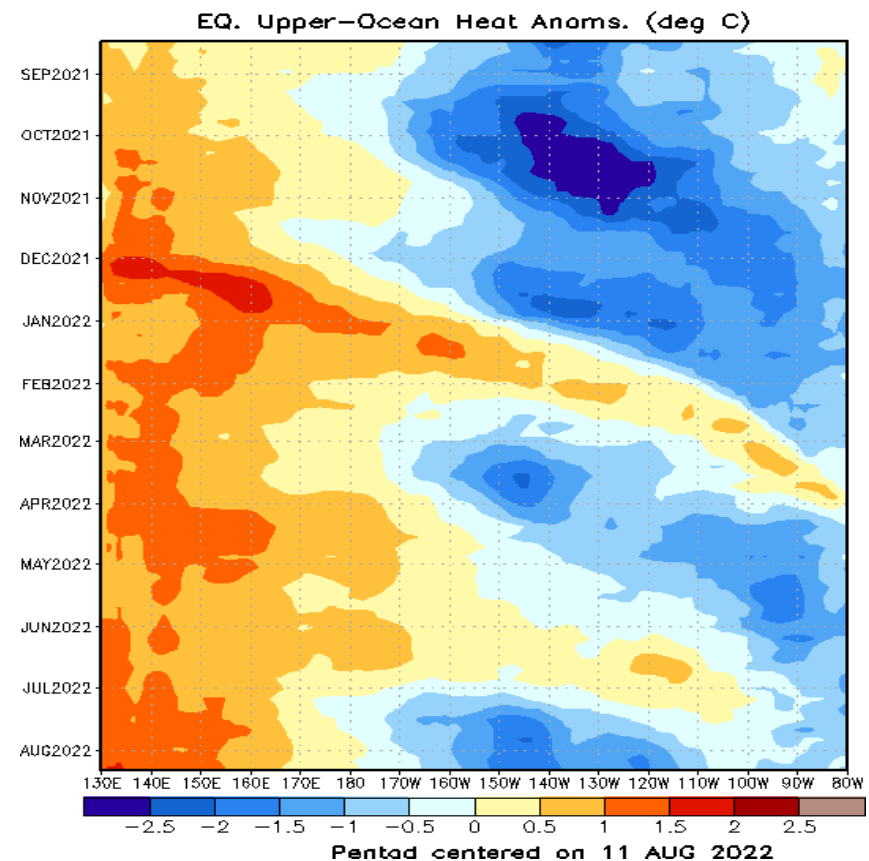 EQ. Upper-Ocean Heat Anoms. (deg C)
SEP2021
OCT2021
NOV2021
DEC2021
JAN2022
FEB2022
MAR2022
APR2022
MAY2022
JUN2022
JUL2022
AUG2022
130E 140E 150E 160E 170E 180 170W 160W 150W 140W 130W 120W 110W 100W 90W 80W
-2.5 -2 -1.5 -1 -0.5 0 0.5 1 1.5 2 2.5
Pentad centered on 11 AUG 2022